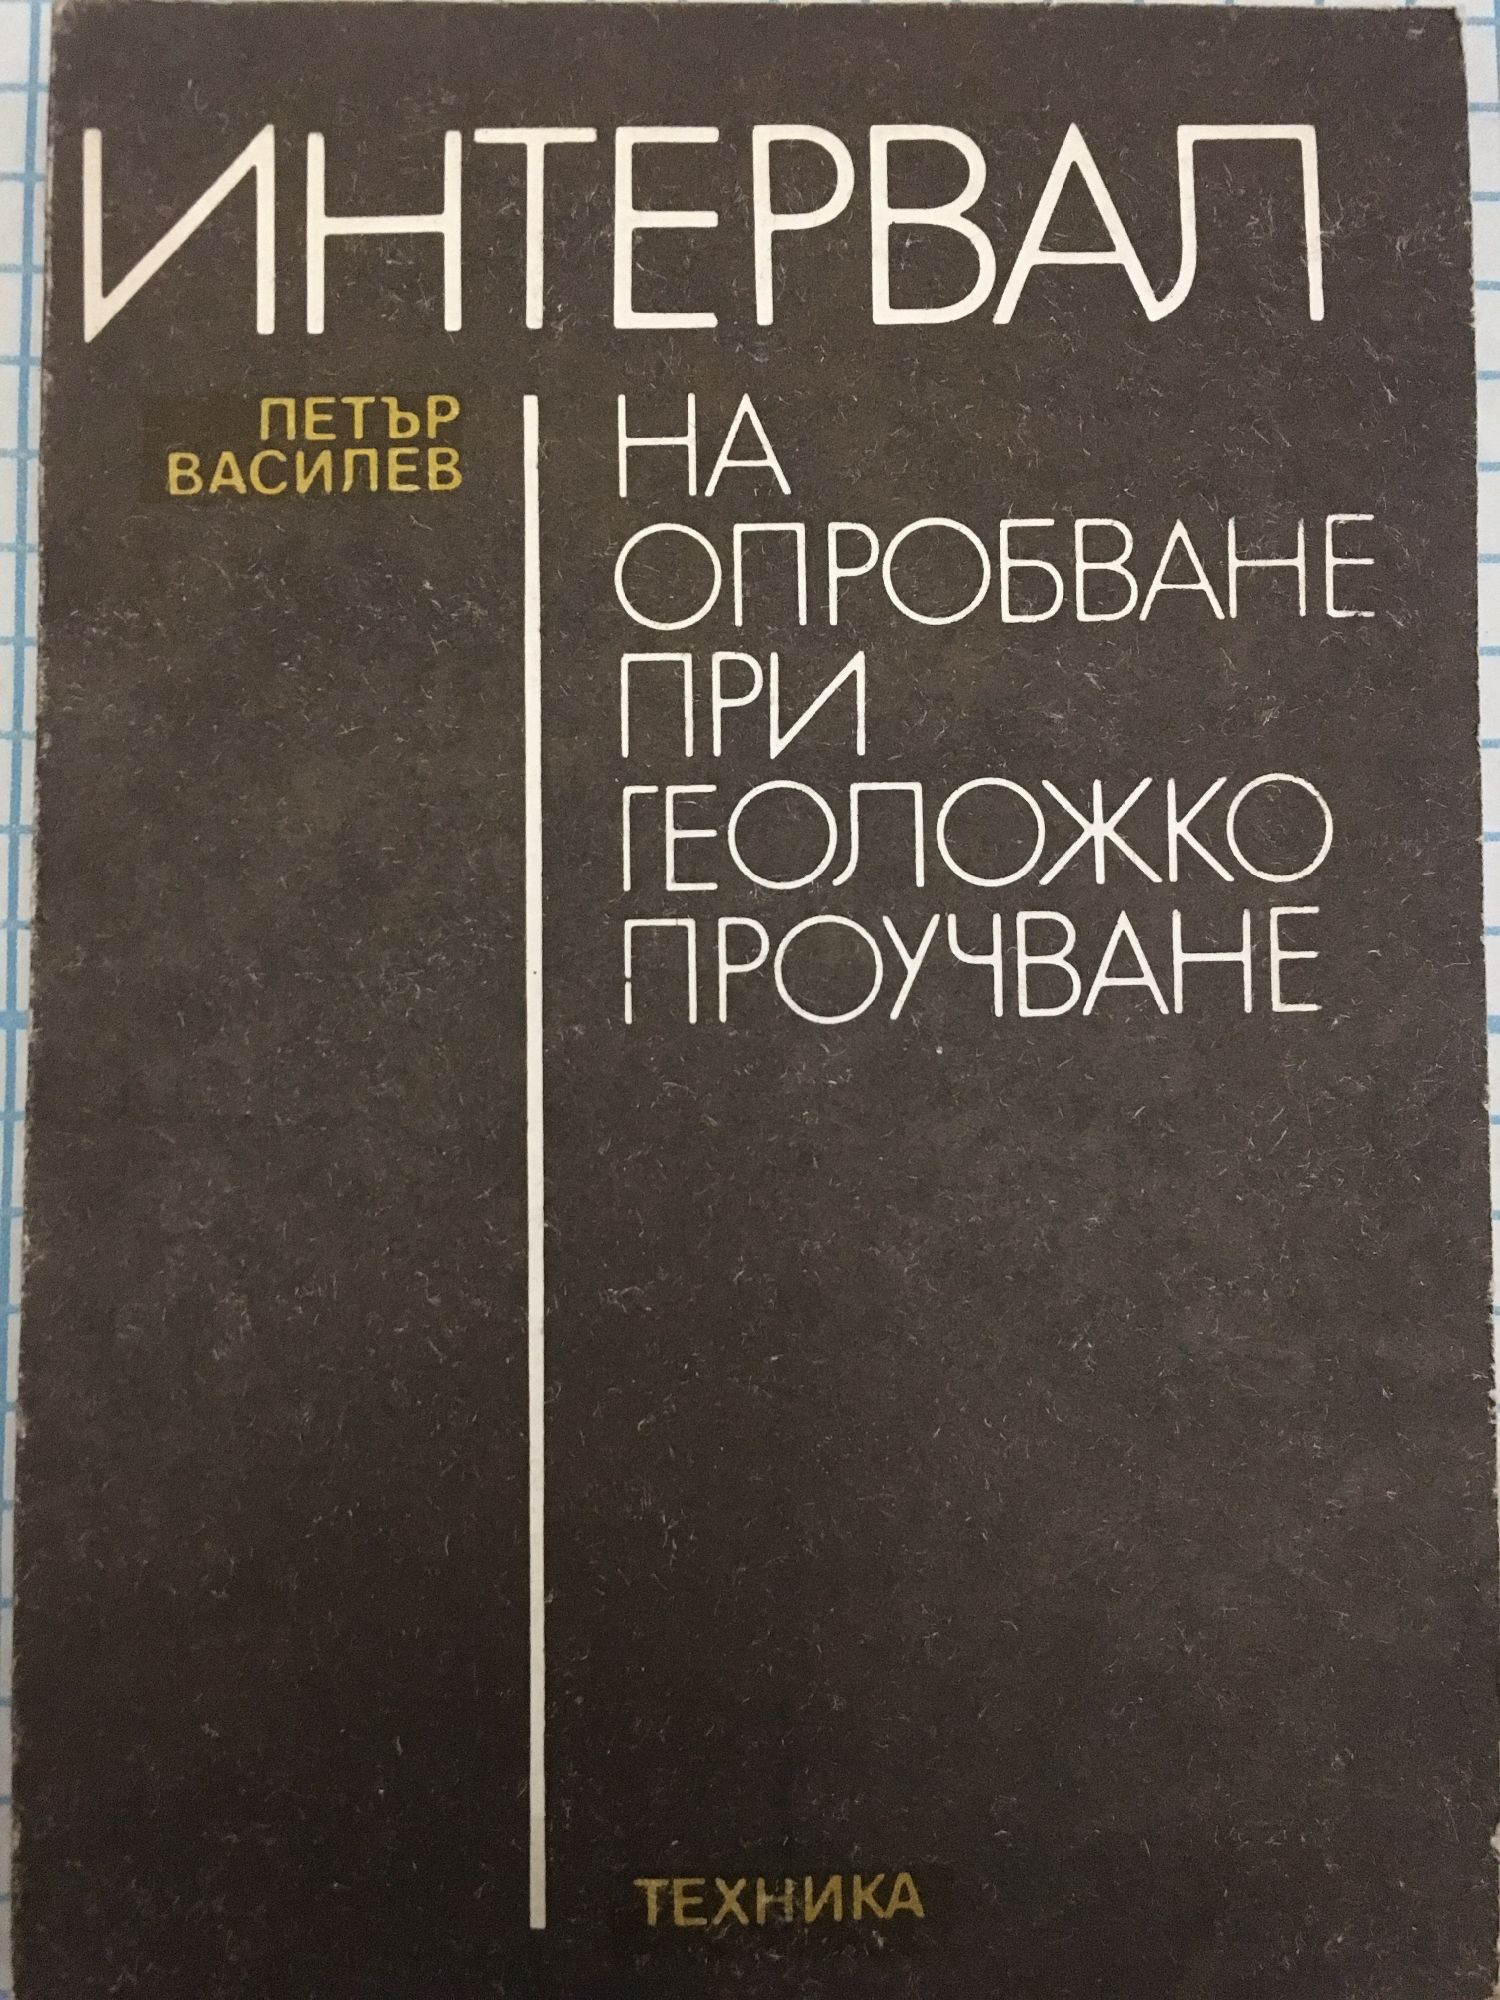 ИНТЕРВАЛ
ПЕТЪР
ВАСИЛЕВ
НА
ОПРОБВАНЕ
ПРИ
ГЕОЛОЖКО
ПРОУЧВАНЕ
ТЕХНИКА